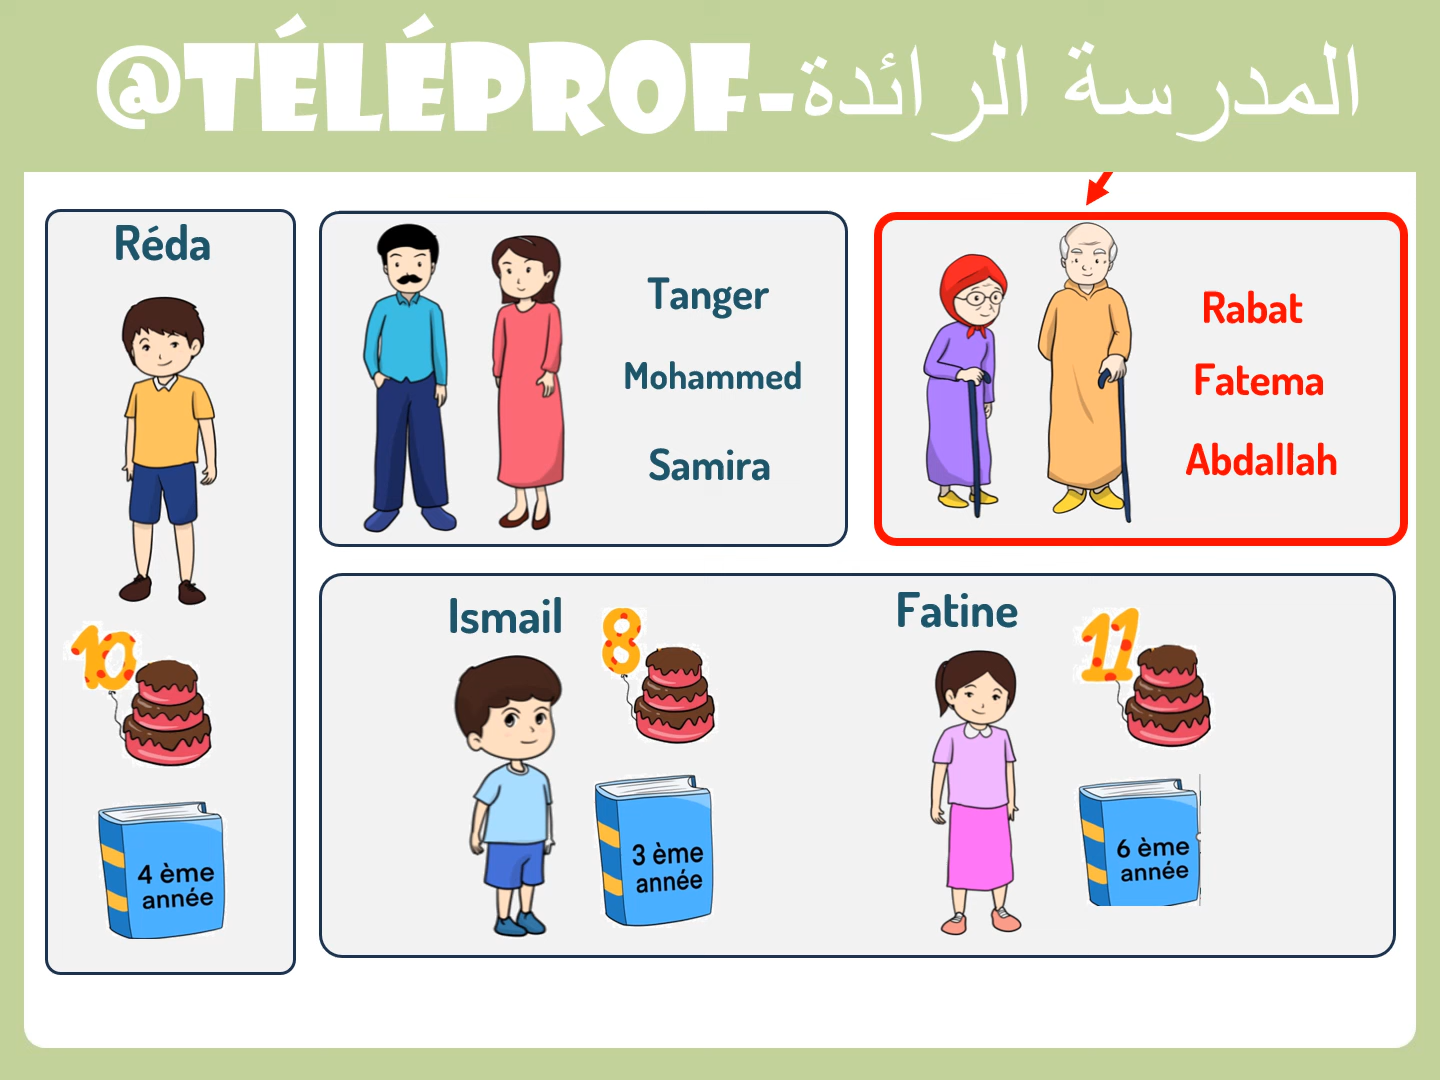 @TÉLÉPROF-المدرسة الرائدة
Réda
10
4 ème
année
Tanger
Mohammed
Samira
Rabat
Fatema
Abdallah
Ismail
8
3 ème
année
Fatine
11
6 ème
année